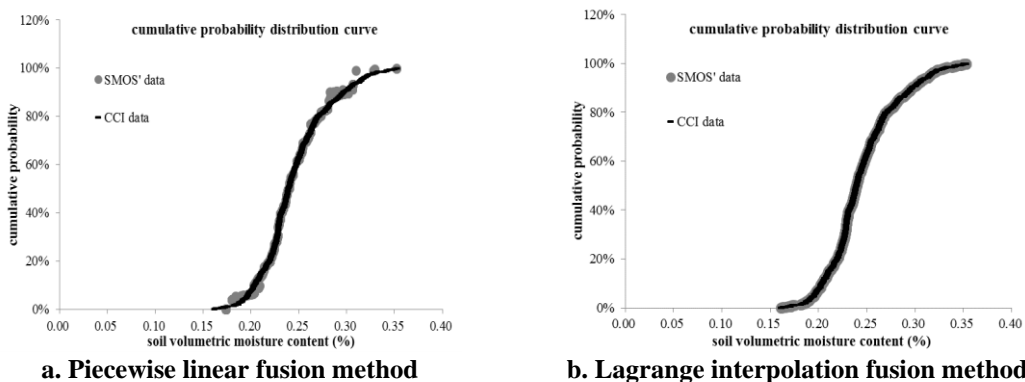 120%
cumulative probability distribution curve
100%
SMOS' data
80%
CCI data
60%
40%
20%
0%
cumulative probability
0.00 0.05 0.10 0.15 0.20 0.25 0.30 0.35 0.40
soil volumetric moisture content (%)
a. Piecewise linear fusion method
120%
cumulative probability distribution curve
100%
SMOS' data
80%
CCI data
60%
40%
20%
0%
cumulative probability
0.00 0.05 0.10 0.15 0.20 0.25 0.30 0.35 0.40
soil volumetric moisture content (%)
b. Lagrange interpolation fusion method